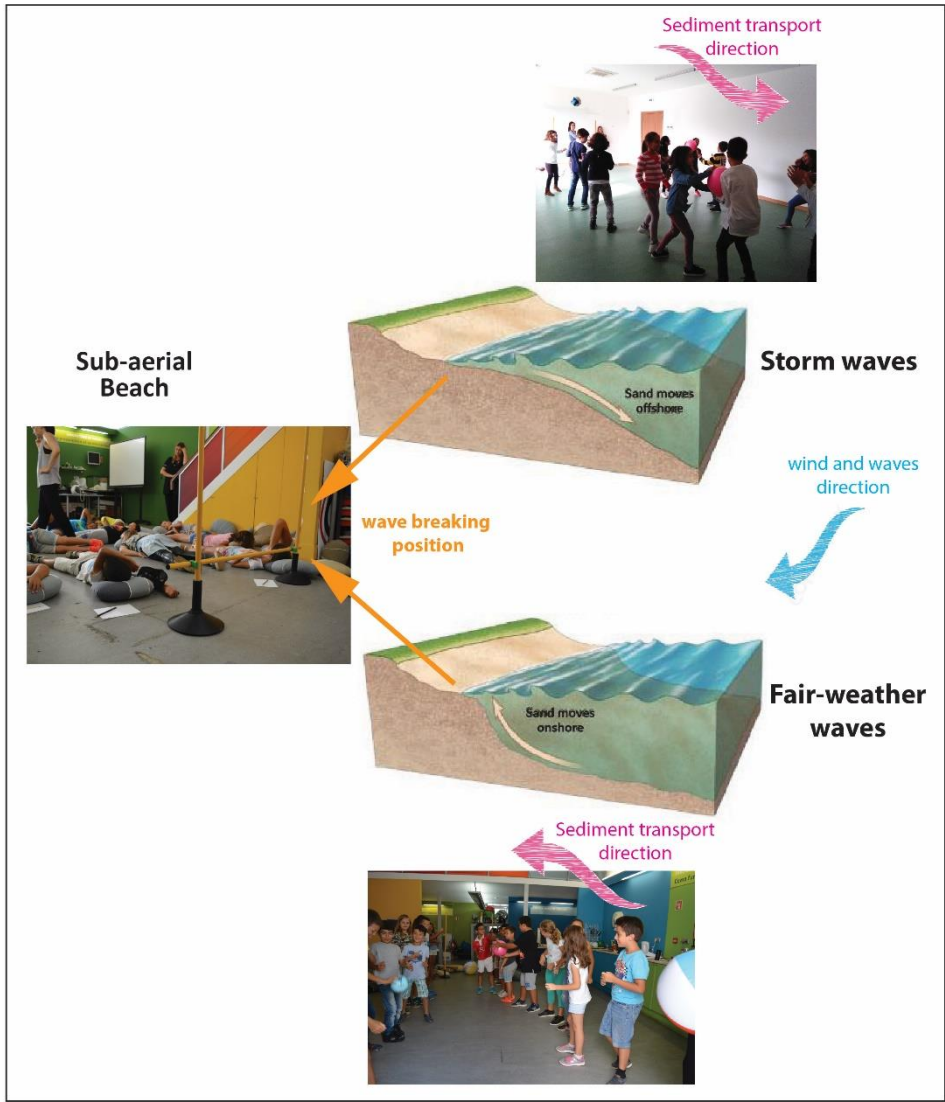 Sediment transport
direction
Sub-aerial
Beach
Storm waves
Sand moves
offshore
wind and waves
direction
wave breaking
position
Sand moves
onshore
Fair-weather
waves
Sediment transport
direction